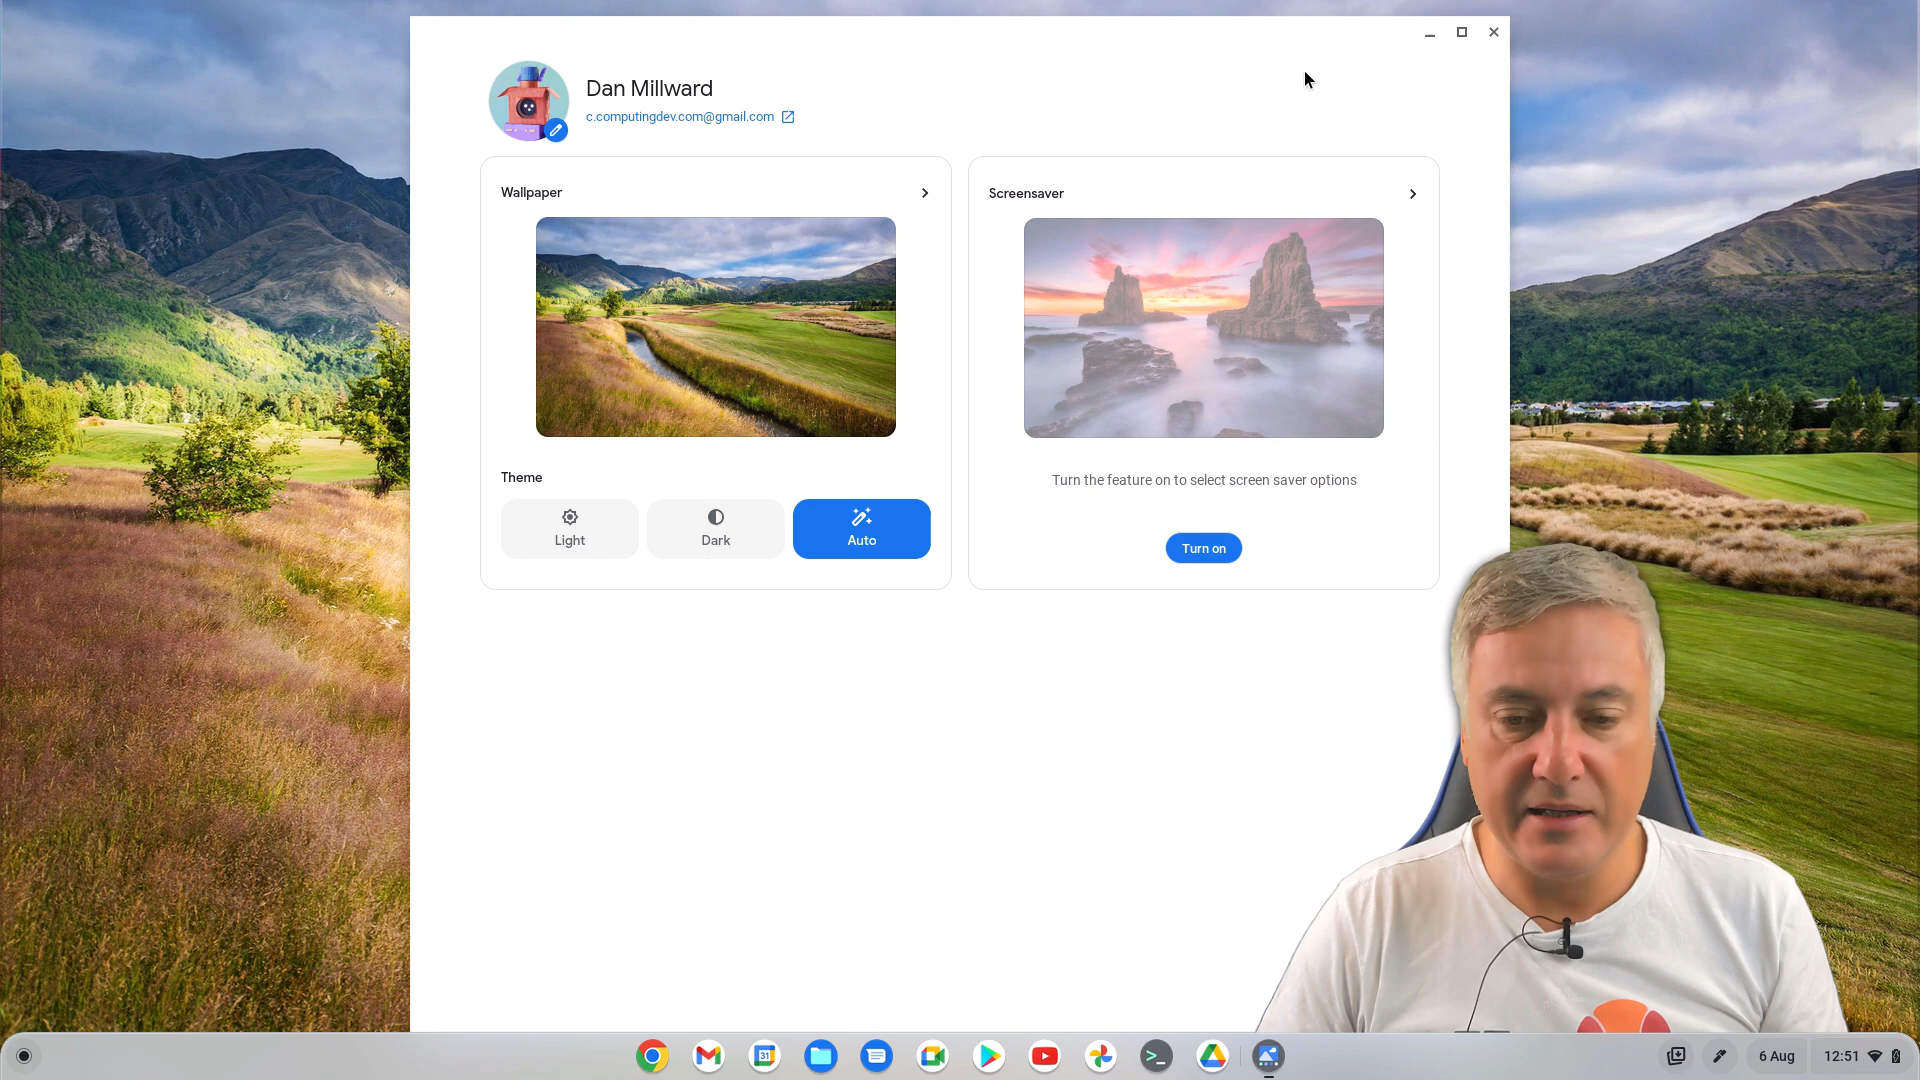 Dan Millward
c.computingdev.com@gmail.com
Wallpaper
Screensaver
Theme
Light
Dark
Auto
Turn the feature on to select screen saver options
Turn on
31
6 Aug
12:51